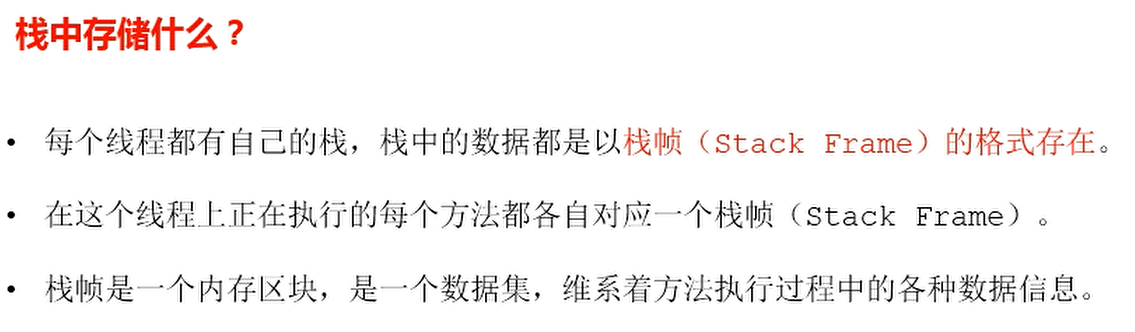 栈中存储什么？
• 每个线程都有自己的栈，栈中的数据都是以栈帧（Stack Frame）的格式存在。
• 在这个线程上正在执行的每个方法都各自对应一个栈帧（Stack Frame）。
• 栈帧是一个内存区块，是一个数据集，维系着方法执行过程中的各种数据信息。